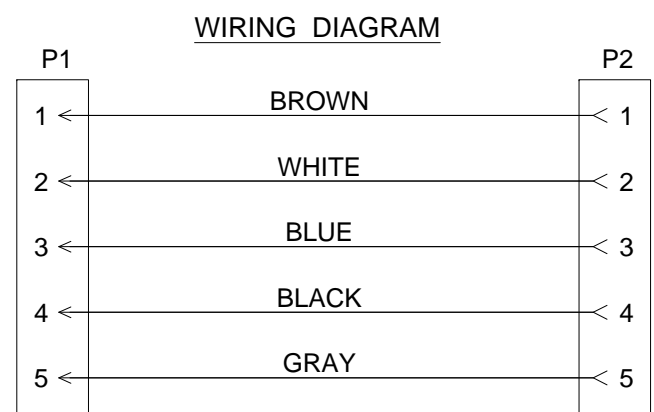 WIRING DIAGRAM
P1 P2
1 BROWN 1
2 WHITE 2
3 BLUE 3
4 BLACK 4
5 GRAY 5